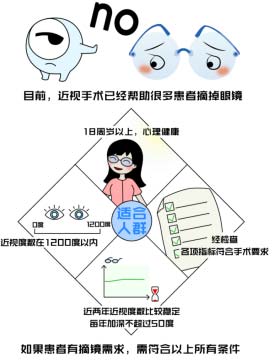 no
目前，近视手术已经帮助很多患者摘掉眼镜
18周岁以上，心理健康
适合
人群
0度
1200度
近视度数在1200度以内
经检查
各项指标符合手术要求
近两年近视度数比较稳定
每年加深不超过50度
如果患者有摘镜需求，需符合以上所有条件